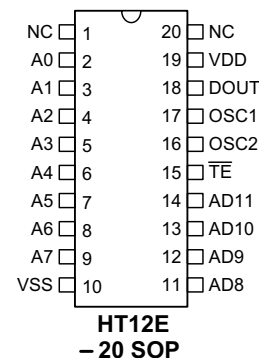 NC 1 20 NC
A0 2 19 VDD
A1 3 18 DOUT
A2 4 17 OSC1
A3 5 16 OSC2
A4 6 15 T̅E̅
A5 7 14 AD11
A6 8 13 AD10
A7 9 12 AD9
VSS 10 11 AD8
HT12E
– 20 SOP